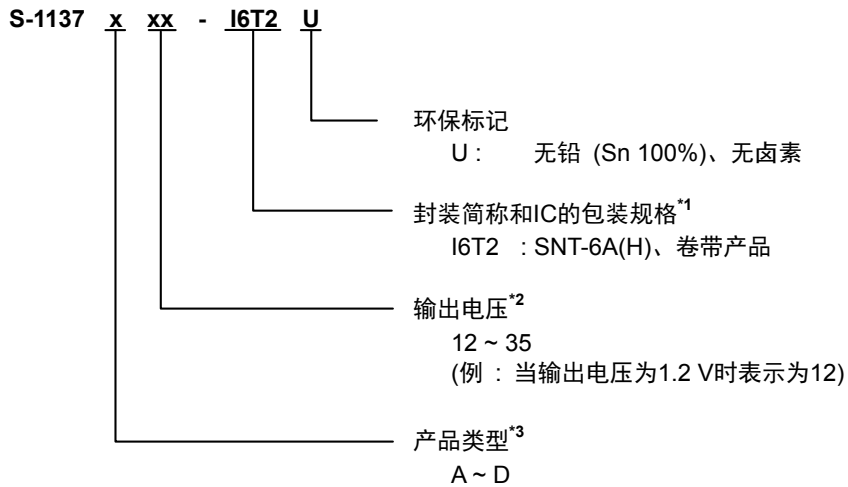 S-1137 x xx - I6T2 U
环保标记
U : 无铅 (Sn 100%)、无卤素
封装简称和IC的包装规格*1
I6T2 : SNT-6A(H)、卷带产品
输出电压*2
12 ~ 35
(例 : 当输出电压为1.2 V时表示为12)
产品类型*3
A ~ D